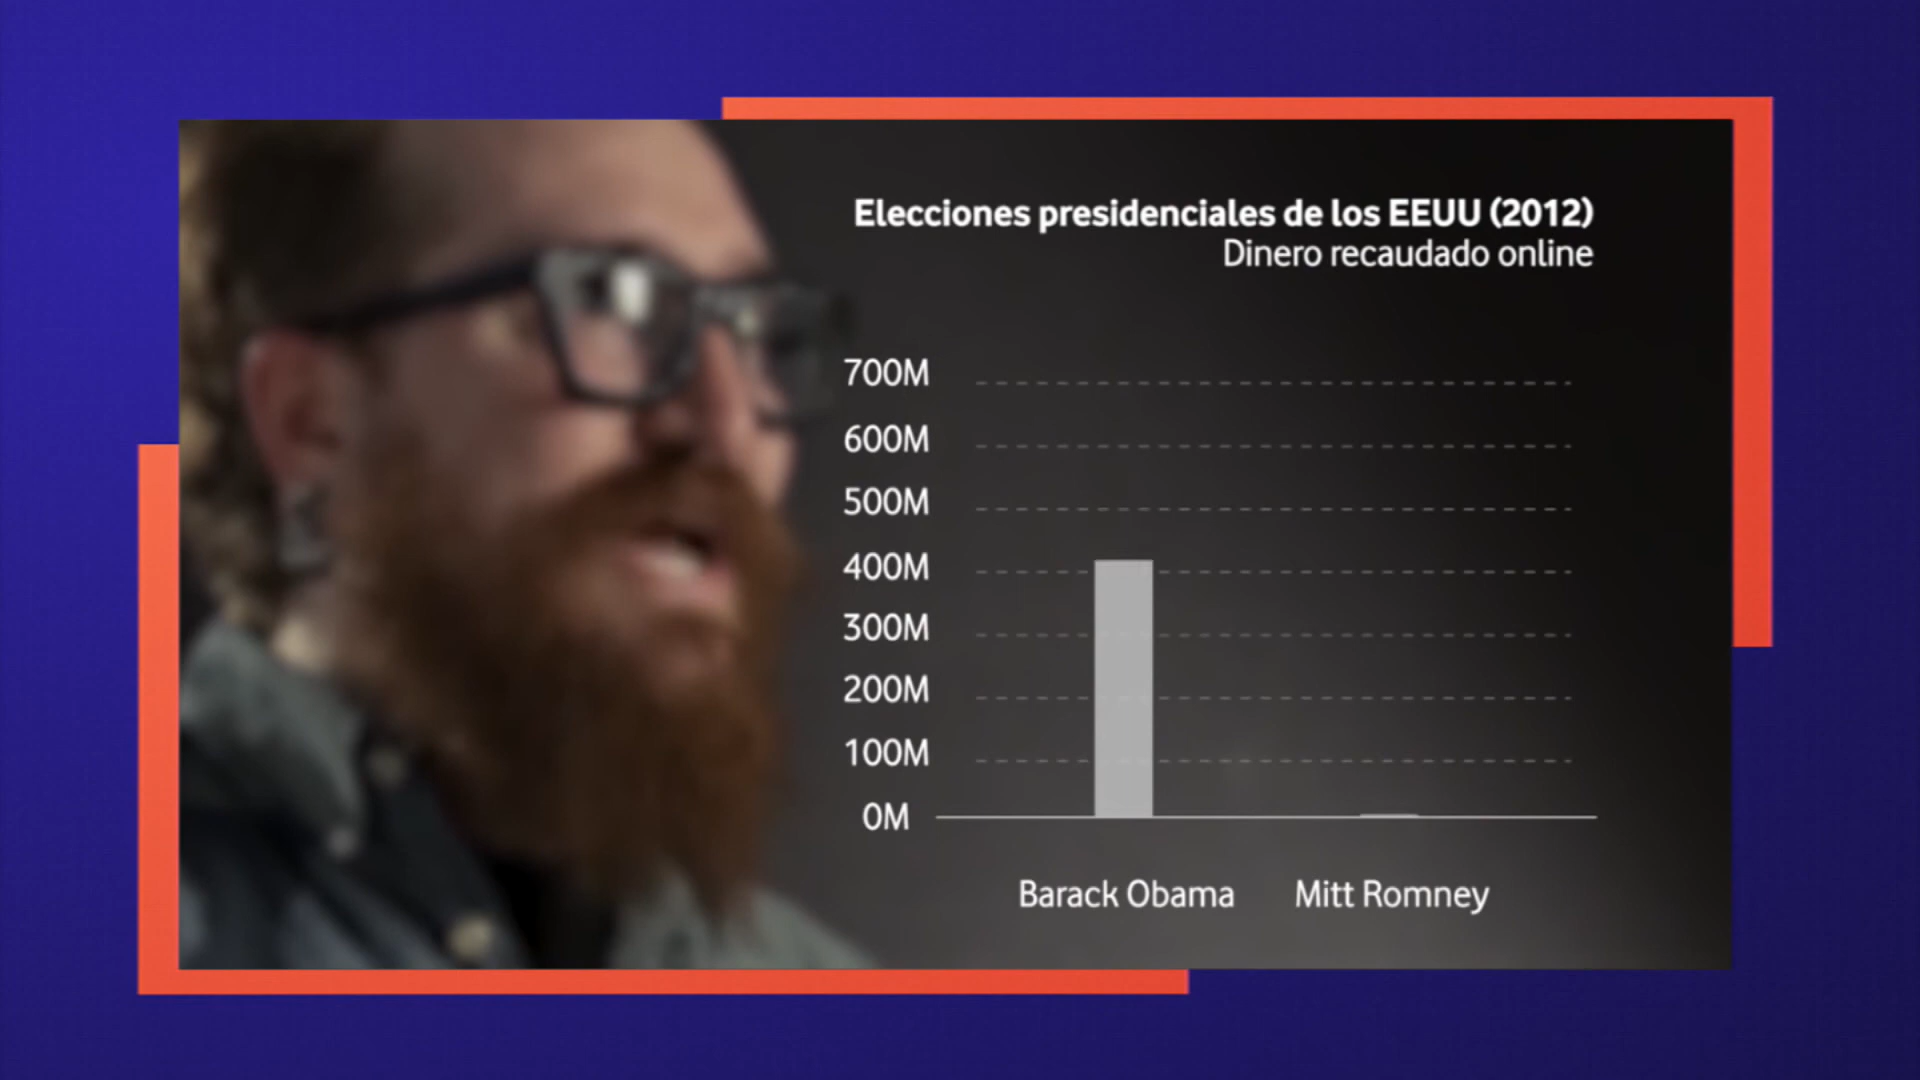 Elecciones presidenciales de los EEUU (2012)
Dinero recaudado online
700M
600M
500M
400M
300M
200M
100M
0M
Barack Obama
Mitt Romney